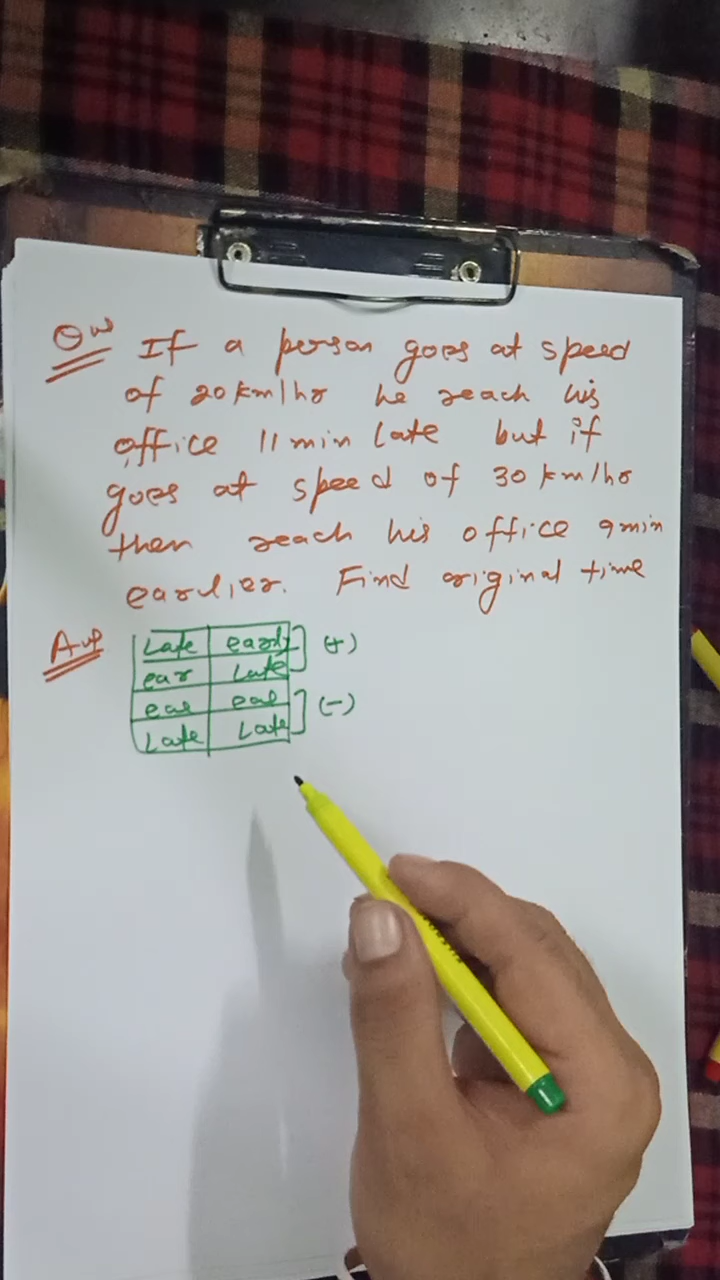 Qu If a person goes at speed
of 20 km/hr he reach his
office 11 min late but if
goes at speed of 30 km/hr
then reach his office 9 min
earlier. Find original time
Late early (+)
ear Late
ear ear (-)
Late Late